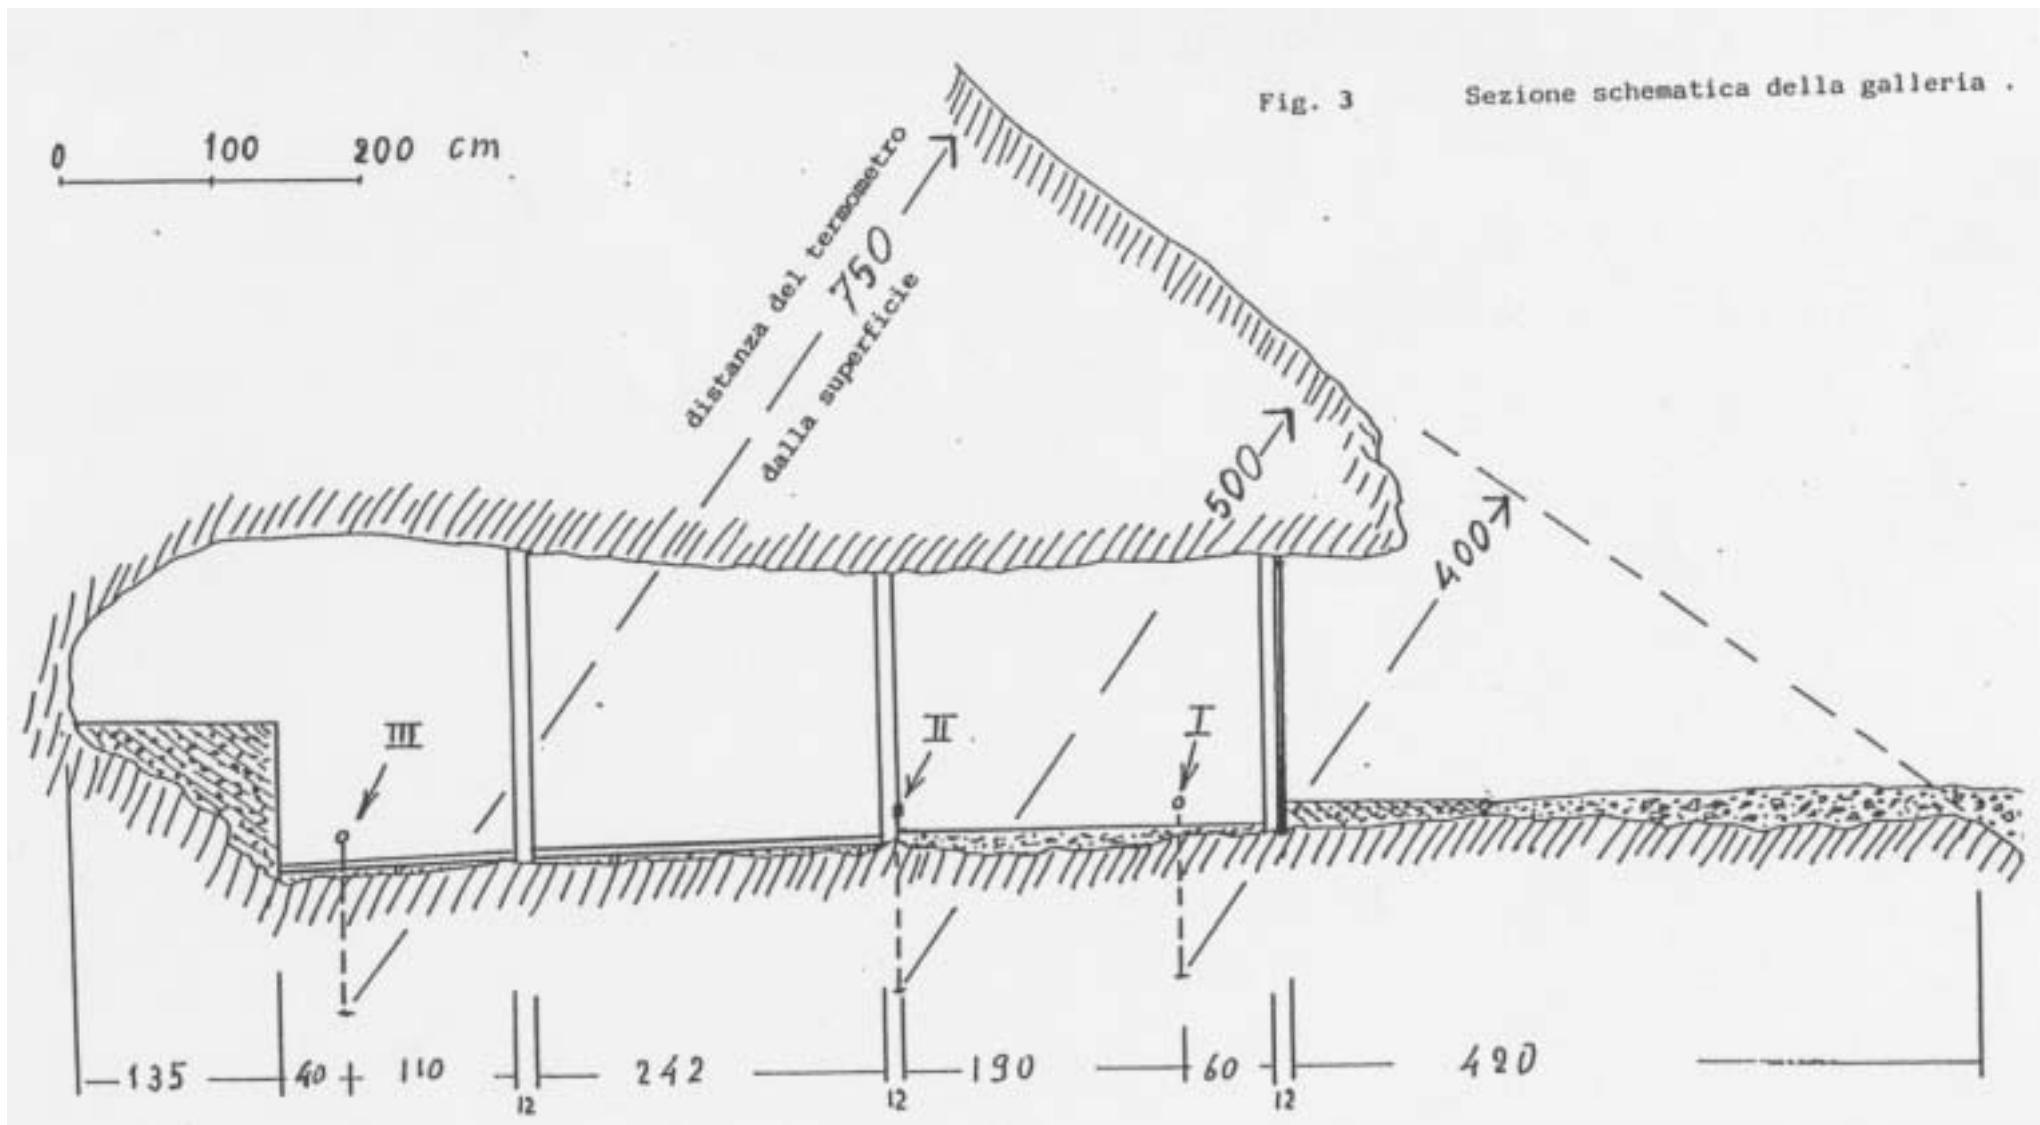 Fig. 3 Sezione schematica della galleria .
0 100 200 cm
distanza del termometro
750
dalla superficie
500
400
III
II
I
135 40 110 242 190 60 420
12 12 12